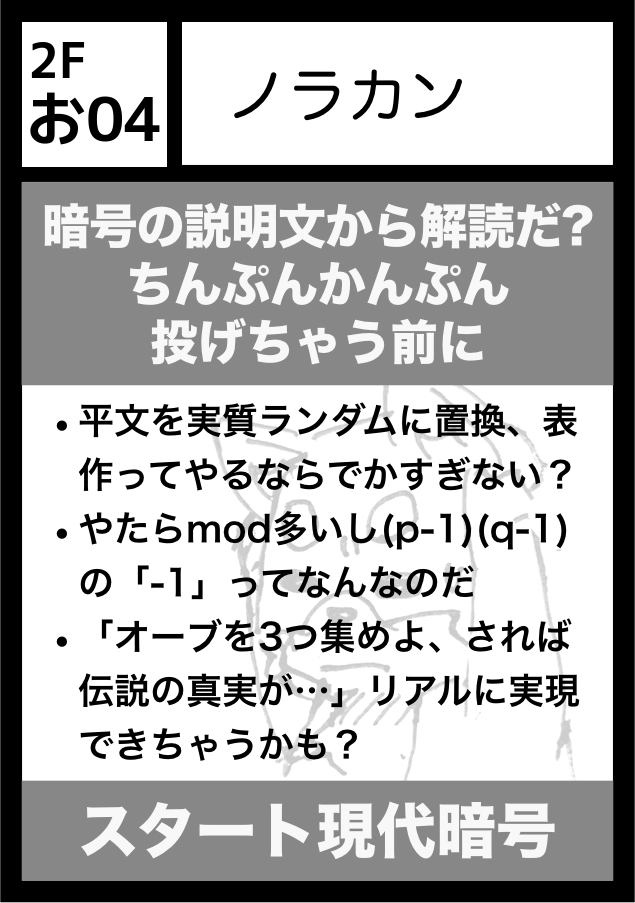 2F
お04
ノラカン
暗号の説明文から解読だ?
ちんぷんかんぷん
投げちゃう前に
•平文を実質ランダムに置換、表
作ってやるならでかすぎない？
•やたらmod多いし(p-1)(q-1)
の「-1」ってなんなのだ
•「オーブを3つ集めよ、されば
伝説の真実が…」リアルに実現
できちゃうかも？
スタート現代暗号